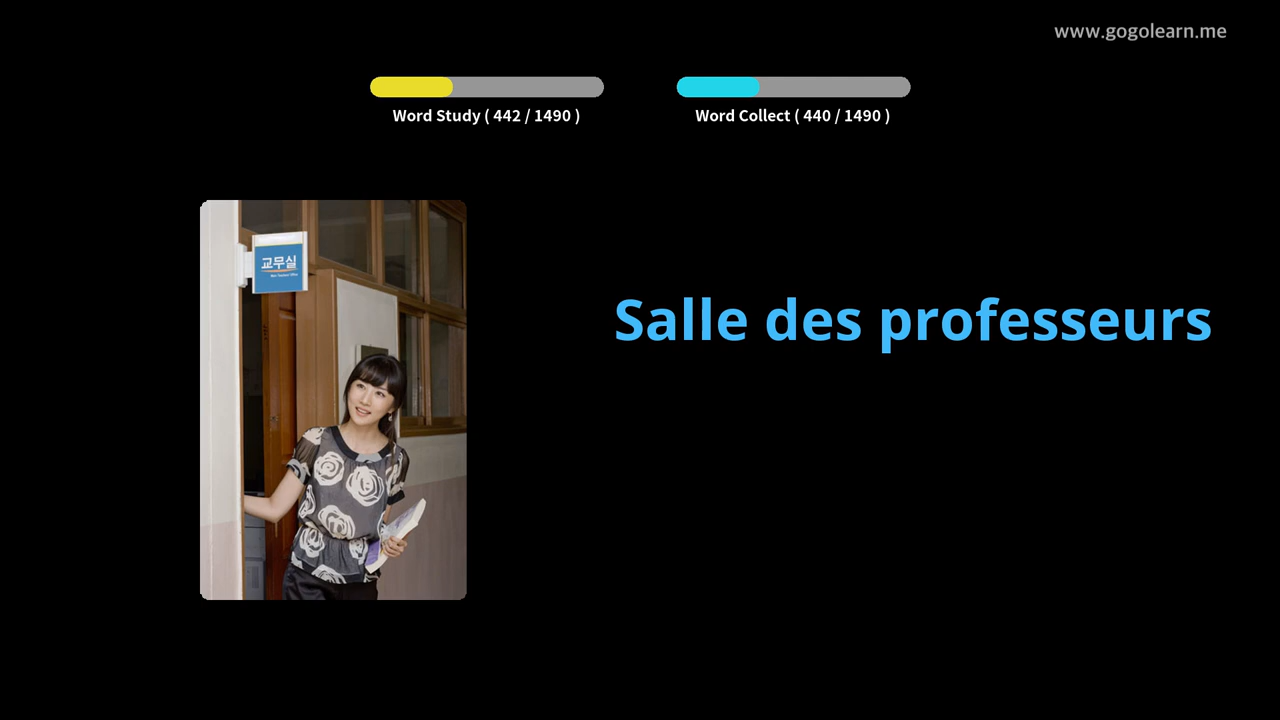 www.gogolearn.me
Word Study ( 442 / 1490 )
Word Collect ( 440 / 1490 )
교무실
Salle des professeurs